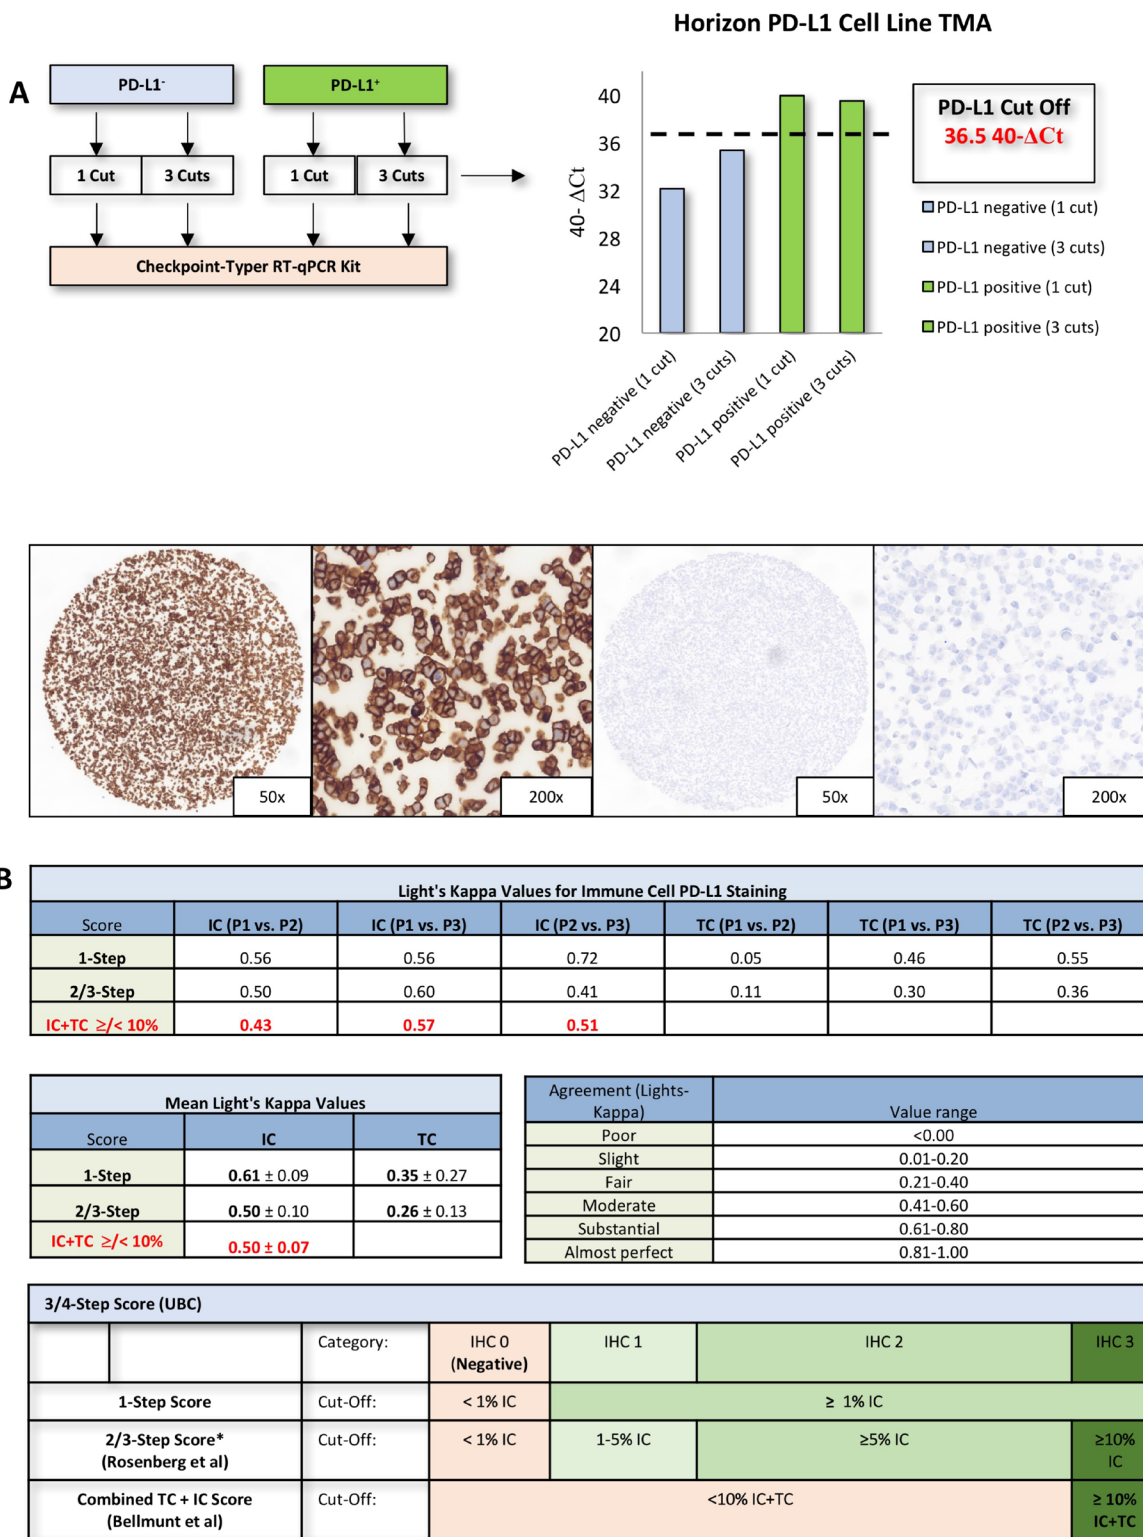 Horizon PD-L1 Cell Line TMA
A
PD-L1-
PD-L1+
1 Cut
3 Cuts
1 Cut
3 Cuts
Checkpoint-Typer RT-qPCR Kit
40- ΔCt
40
36
32
28
24
20
PD-L1 negative (1 cut)
PD-L1 negative (3 cuts)
PD-L1 positive (1 cut)
PD-L1 positive (3 cuts)
PD-L1 Cut Off
36.5 40-ΔCt
PD-L1 negative (1 cut)
PD-L1 negative (3 cuts)
PD-L1 positive (1 cut)
PD-L1 positive (3 cuts)
50x
200x
50x
200x
B
Light's Kappa Values for Immune Cell PD-L1 Staining
Score IC (P1 vs. P2) IC (P1 vs. P3) IC (P2 vs. P3) TC (P1 vs. P2) TC (P1 vs. P3) TC (P2 vs. P3)
1-Step 0.56 0.56 0.72 0.05 0.46 0.55
2/3-Step 0.50 0.60 0.41 0.11 0.30 0.36
IC+TC ≥/< 10% 0.43 0.57 0.51
Mean Light's Kappa Values
Score IC TC
1-Step 0.61 ± 0.09 0.35 ± 0.27
2/3-Step 0.50 ± 0.10 0.26 ± 0.13
IC+TC ≥/< 10% 0.50 ± 0.07
Agreement (Lights-
Kappa) Value range
Poor <0.00
Slight 0.01-0.20
Fair 0.21-0.40
Moderate 0.41-0.60
Substantial 0.61-0.80
Almost perfect 0.81-1.00
3/4-Step Score (UBC)
Category: IHC 0 IHC 1 IHC 2 IHC 3
(Negative)
1-Step Score Cut-Off: < 1% IC ≥ 1% IC
2/3-Step Score* Cut-Off: < 1% IC 1-5% IC ≥5% IC ≥10%
(Rosenberg et al) IC
Combined TC + IC Score Cut-Off: <10% IC+TC ≥ 10%
(Bellmunt et al) IC+TC